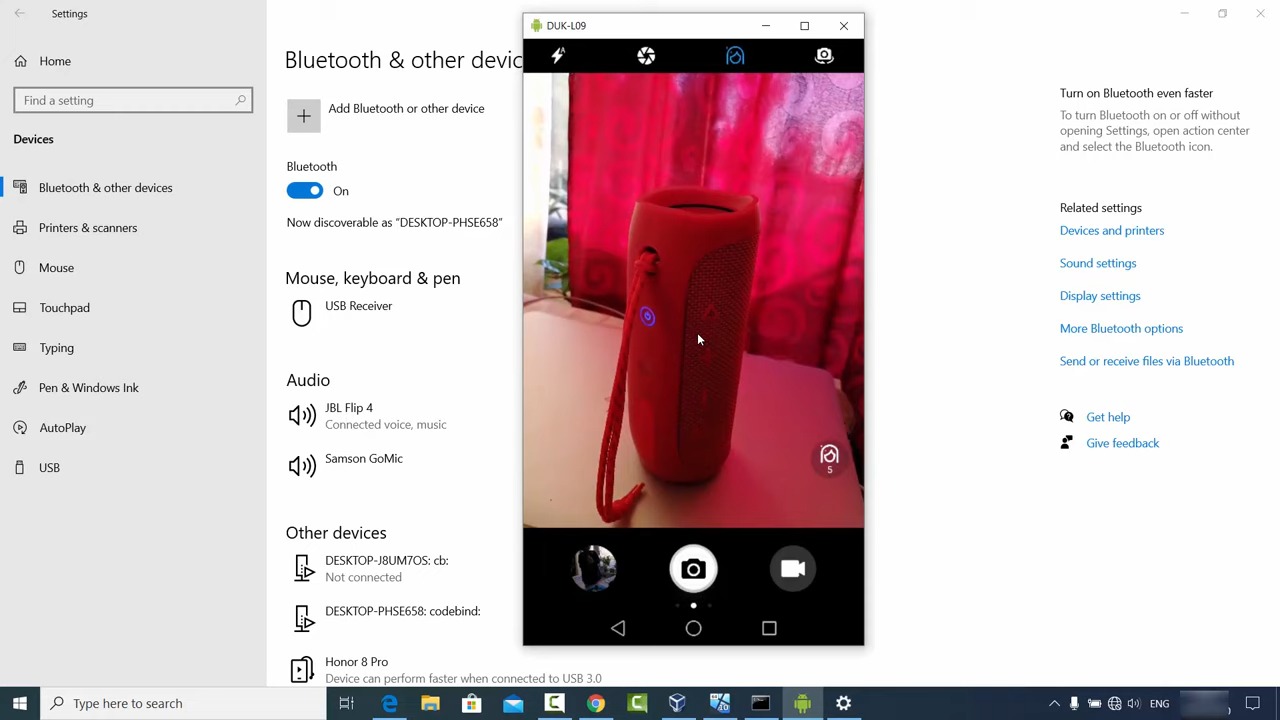 Settings
Home
Find a setting
Devices
Bluetooth & other devices
Printers & scanners
Mouse
Touchpad
Typing
Pen & Windows Ink
AutoPlay
USB
Bluetooth & other devic
Add Bluetooth or other device
Bluetooth
On
Now discoverable as “DESKTOP-PHSE658”
Mouse, keyboard & pen
USB Receiver
Audio
JBL Flip 4
Connected voice, music
Samson GoMic
Other devices
DESKTOP-J8UM7OS: cb:
Not connected
DESKTOP-PHSE658: codebind:
Honor 8 Pro
Device can perform faster when connected to USB 3.0
DUK-L09
A
5
Turn on Bluetooth even faster
To turn Bluetooth on or off without
opening Settings, open action center
and select the Bluetooth icon.
Related settings
Devices and printers
Sound settings
Display settings
More Bluetooth options
Send or receive files via Bluetooth
Get help
Give feedback
Type here to search
ENG